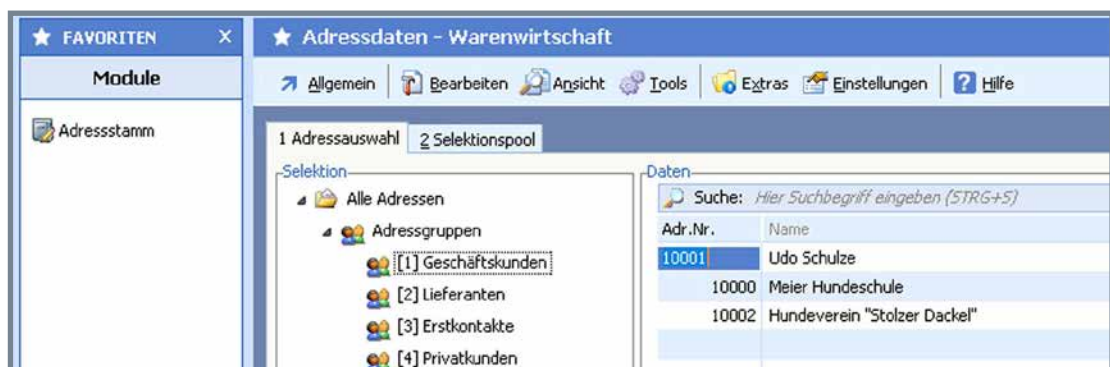 FAVORITEN X
Module
Adressstamm
Adressdaten - Warenwirtschaft
Allgemein Bearbeiten Ansicht Tools Extras Einstellungen ? Hilfe
1 Adressauswahl 2 Selektionspool
Selektion
Alle Adressen
Adressgruppen
[1] Geschäftskunden
[2] Lieferanten
[3] Erstkontakte
[4] Privatkunden
Daten
Suche: Hier Suchbegriff eingeben (STRG+S)
Adr.Nr. Name
10001 Udo Schulze
10000 Meier Hundeschule
10002 Hundeverein "Stolzer Dackel"